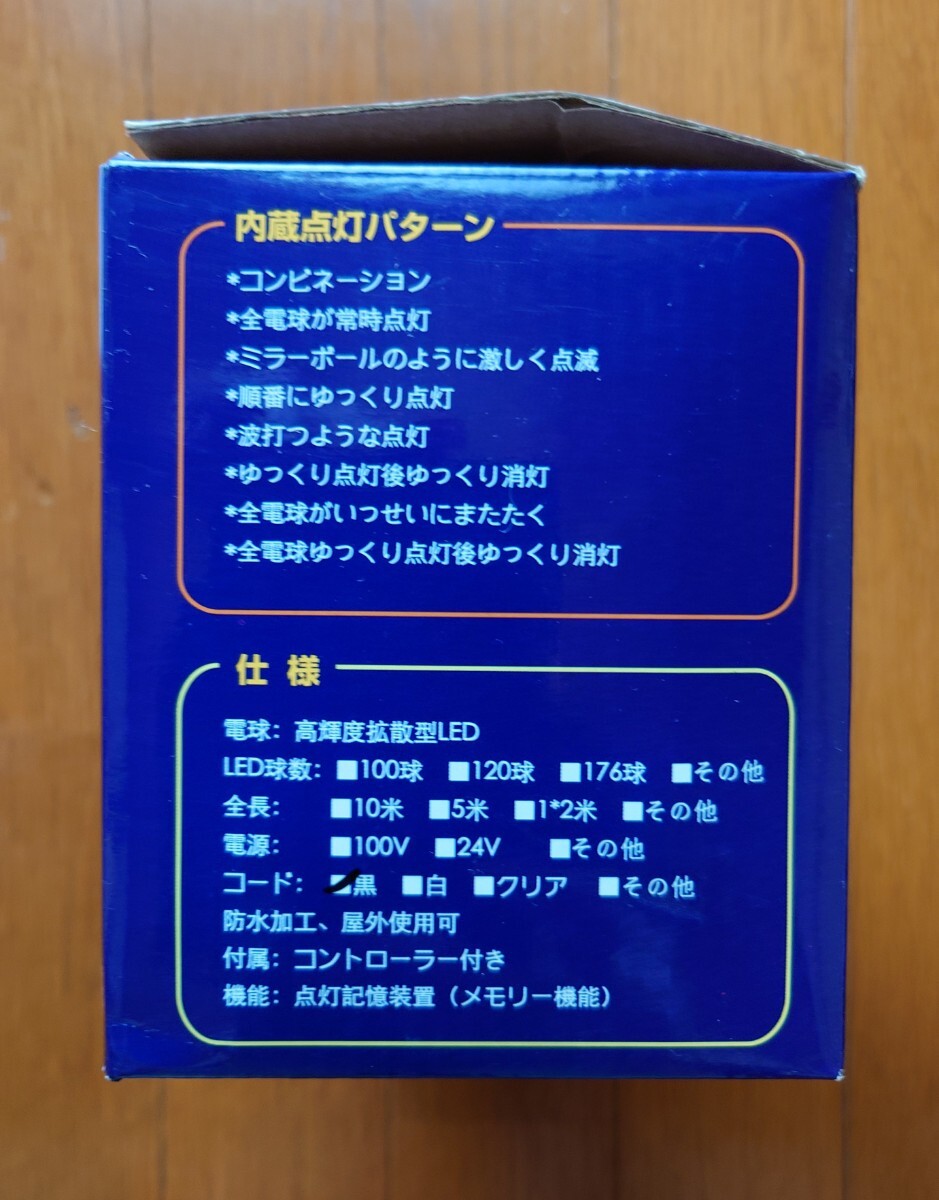 内蔵点灯パターン
*コンビネーション
*全電球が常時点灯
*ミラーボールのように激しく点滅
*順番にゆっくり点灯
*波打つような点灯
*ゆっくり点灯後ゆっくり消灯
*全電球がいっせいにまたたく
*全電球ゆっくり点灯後ゆっくり消灯
仕様
電球: 高輝度拡散型LED
LED球数: ■100球 ■120球 ■176球 ■その他
全長: ■10米 ■5米 ■1*2米 ■その他
電源: ■100V ■24V ■その他
コード: ■黒 ■白 ■クリア ■その他
防水加工、屋外使用可
付属: コントローラー付き
機能: 点灯記憶装置（メモリー機能）